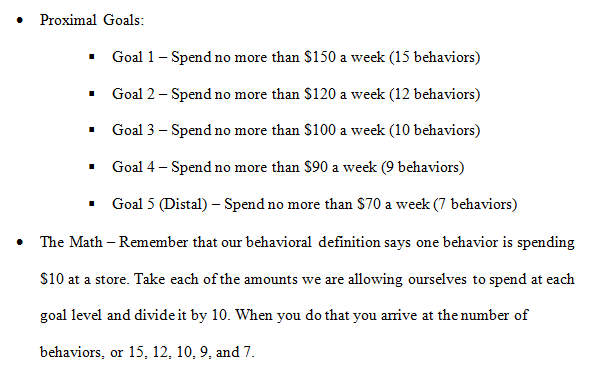 • Proximal Goals:
▪ Goal 1 – Spend no more than $150 a week (15 behaviors)
▪ Goal 2 – Spend no more than $120 a week (12 behaviors)
▪ Goal 3 – Spend no more than $100 a week (10 behaviors)
▪ Goal 4 – Spend no more than $90 a week (9 behaviors)
▪ Goal 5 (Distal) – Spend no more than $70 a week (7 behaviors)
• The Math – Remember that our behavioral definition says one behavior is spending
$10 at a store. Take each of the amounts we are allowing ourselves to spend at each
goal level and divide it by 10. When you do that you arrive at the number of
behaviors, or 15, 12, 10, 9, and 7.